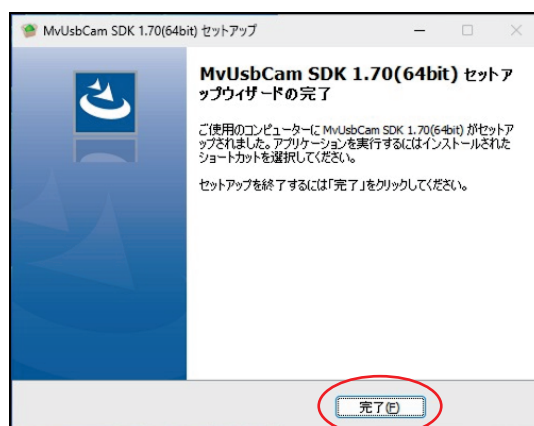 MvUsbCam SDK 1.70(64bit) セットアップ
MvUsbCam SDK 1.70(64bit) セットア
ップウィザードの完了
ご使用のコンピューターに MvUsbCam SDK 1.70(64bit) がセットア
ップされました。アプリケーションを実行するにはインストールされた
ショートカットを選択してください。
セットアップを終了するには「完了」をクリックしてください。
完了(F)